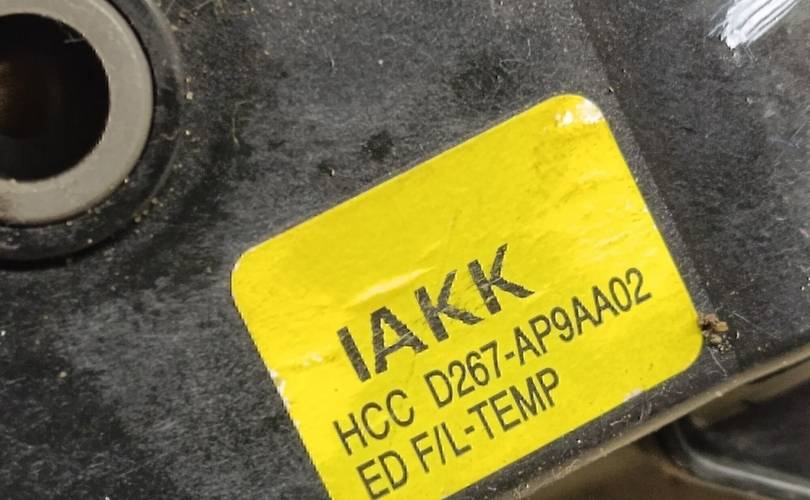 IAKK
HCC D267-AP9AA02
ED F/L-TEMP